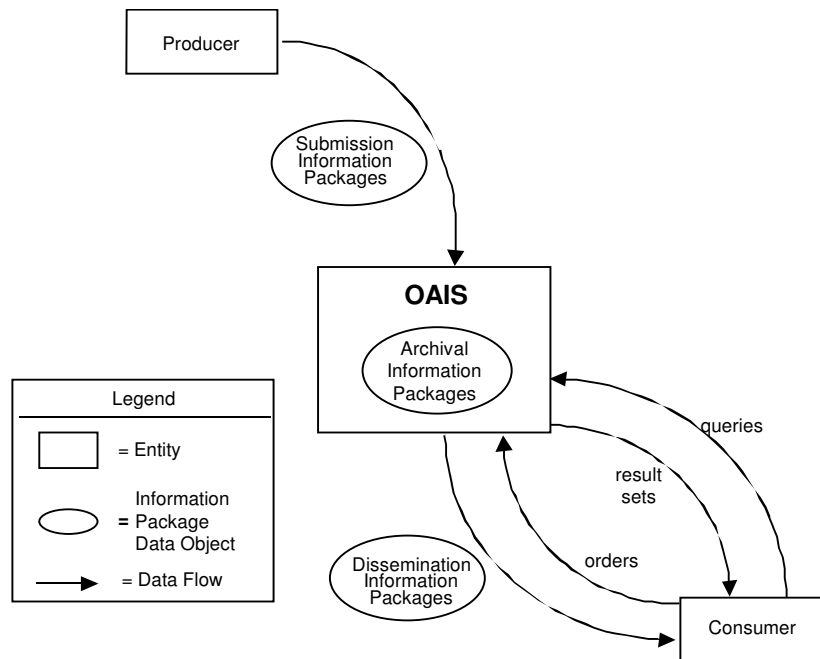 Producer
Submission
Information
Packages
OAIS
Archival
Information
Packages
Legend
= Entity
Information
= Package
Data Object
= Data Flow
queries
result
sets
orders
Dissemination
Information
Packages
Consumer